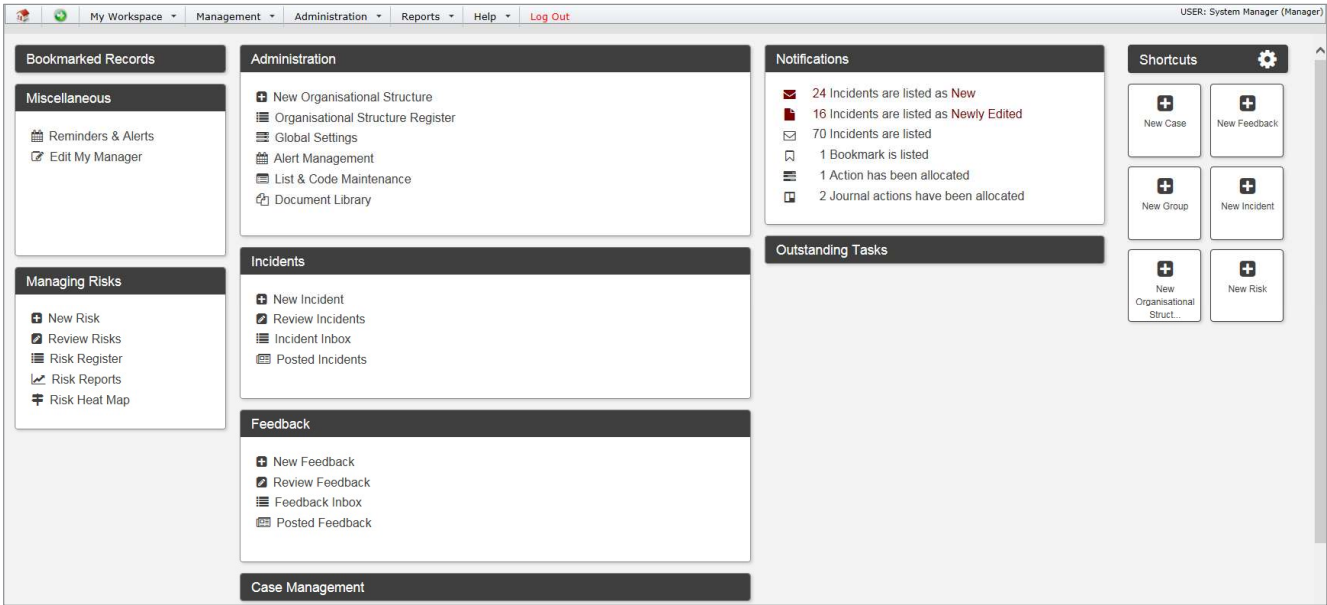 My Workspace Management Administration Reports Help Log Out
USER: System Manager (Manager)
Bookmarked Records
Miscellaneous
Reminders & Alerts
Edit My Manager
Managing Risks
New Risk
Review Risks
Risk Register
Risk Reports
Risk Heat Map
Administration
New Organisational Structure
Organisational Structure Register
Global Settings
Alert Management
List & Code Maintenance
Document Library
Incidents
New Incident
Review Incidents
Incident Inbox
Posted Incidents
Feedback
New Feedback
Review Feedback
Feedback Inbox
Posted Feedback
Case Management
Notifications
24 Incidents are listed as New
16 Incidents are listed as Newly Edited
70 Incidents are listed
1 Bookmark is listed
1 Action has been allocated
2 Journal actions have been allocated
Outstanding Tasks
Shortcuts
New Case
New Feedback
New Group
New Incident
New
Organisational
Struct...
New Risk